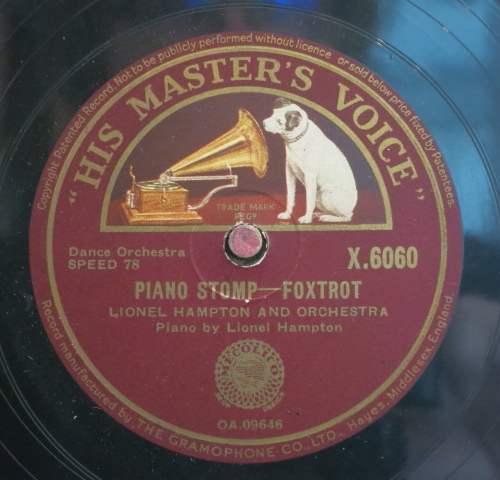 Copyright Patented Record. Not to be publicly performed without licence or sold below price fixed by Patentees.
"HIS MASTER'S VOICE"
TRADE MARK
REGD
Dance Orchestra
SPEED 78
X.6060
PIANO STOMP—FOXTROT
LIONEL HAMPTON AND ORCHESTRA
Piano by Lionel Hampton
MECOLICO
OA.09646
Record manufactured by THE GRAMOPHONE CO., LTD., Hayes, Middlesex, England